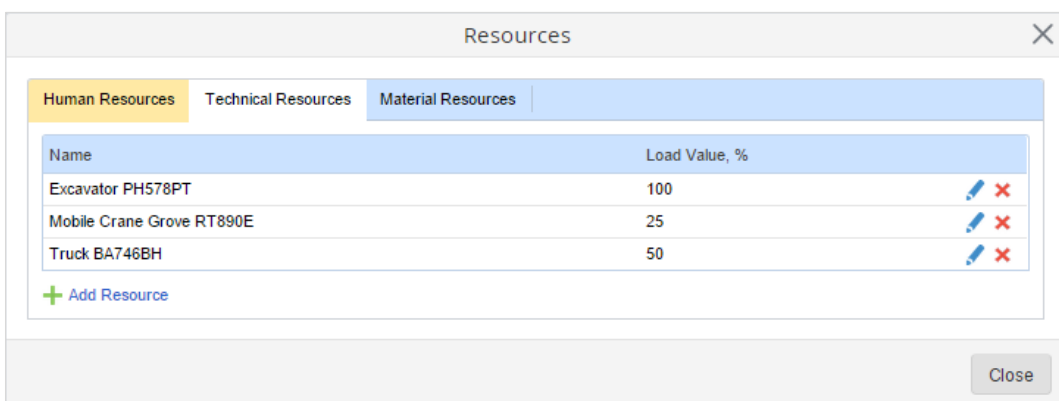 Resources
Human Resources Technical Resources Material Resources
Name Load Value, %
Excavator PH578PT 100
Mobile Crane Grove RT890E 25
Truck BA746BH 50
Add Resource
Close